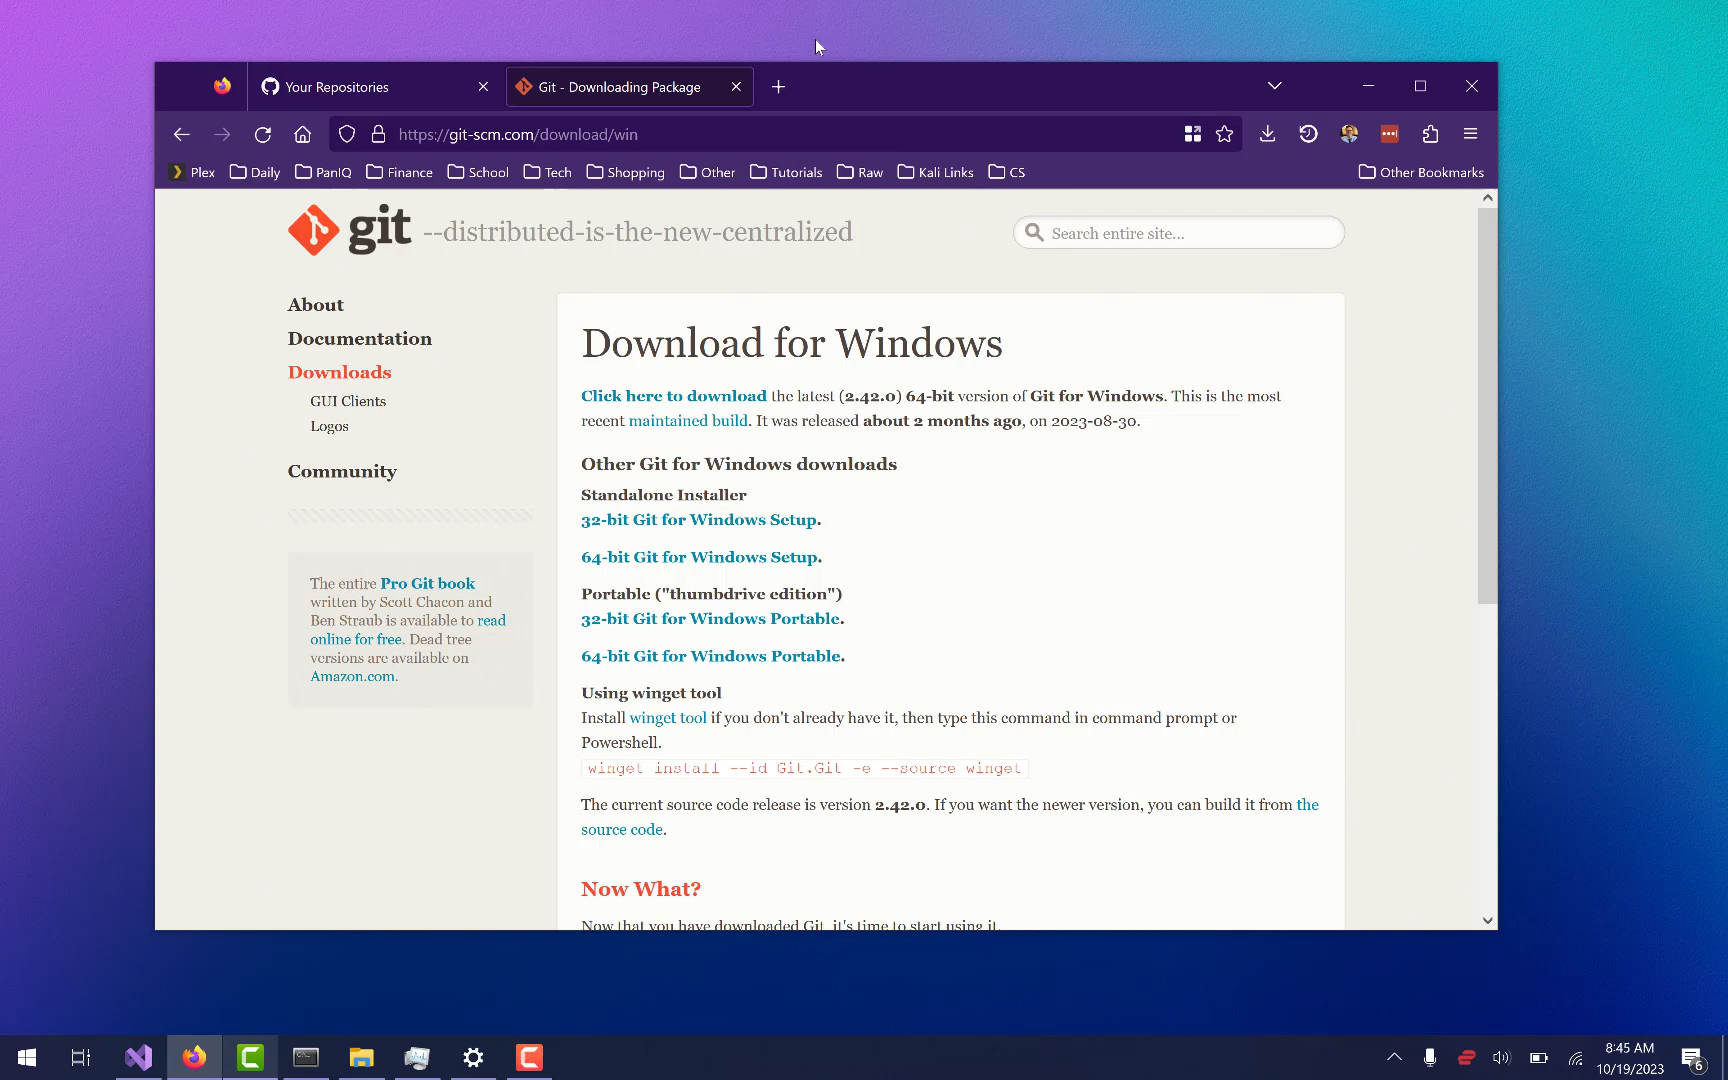 Your Repositories
Git - Downloading Package
https://git-scm.com/download/win
Plex
Daily
PanIQ
Finance
School
Tech
Shopping
Other
Tutorials
Raw
Kali Links
CS
Other Bookmarks
git --distributed-is-the-new-centralized
Search entire site...
About
Documentation
Downloads
GUI Clients
Logos
Community
The entire Pro Git book
written by Scott Chacon and
Ben Straub is available to read
online for free. Dead tree
versions are available on
Amazon.com.
Download for Windows
Click here to download the latest (2.42.0) 64-bit version of Git for Windows. This is the most
recent maintained build. It was released about 2 months ago, on 2023-08-30.
Other Git for Windows downloads
Standalone Installer
32-bit Git for Windows Setup.
64-bit Git for Windows Setup.
Portable ("thumbdrive edition")
32-bit Git for Windows Portable.
64-bit Git for Windows Portable.
Using winget tool
Install winget tool if you don't already have it, then type this command in command prompt or
Powershell.
winget install --id Git.Git -e --source winget
The current source code release is version 2.42.0. If you want the newer version, you can build it from the
source code.
Now What?
Now that you have downloaded Git, it's time to start using it.
8:45 AM
10/19/2023
6